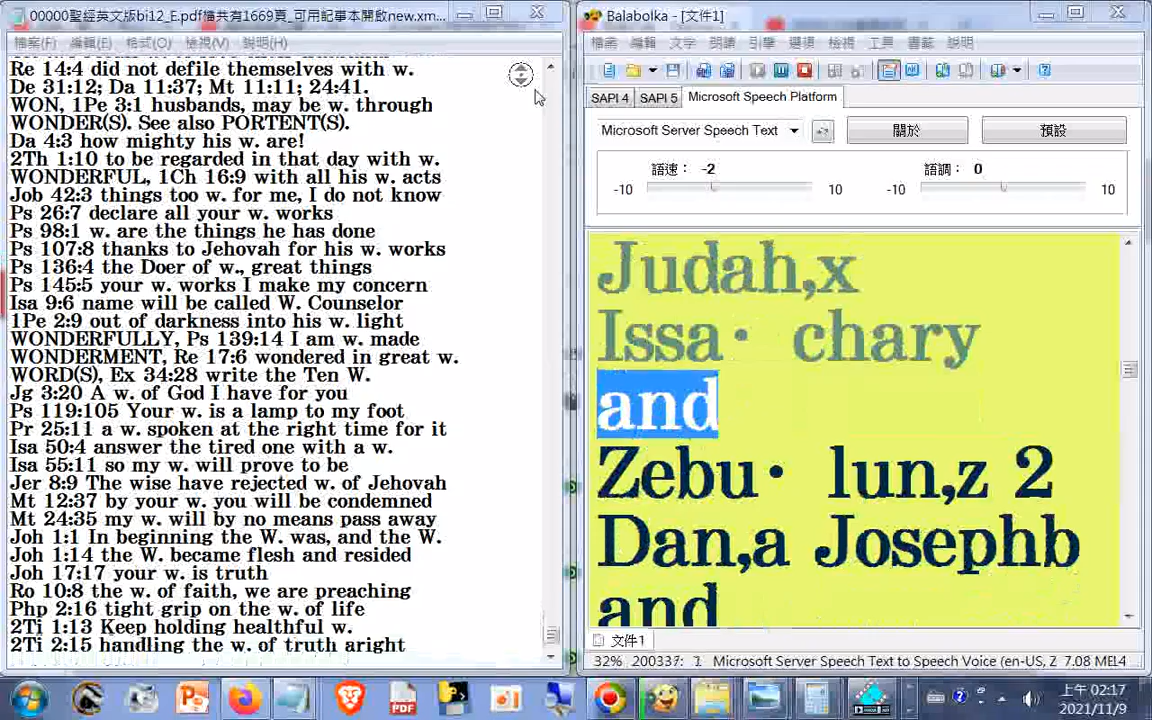 00000聖經英文版bi12_E.pdf檔共有1669頁_可用記事本開啟new.xm...
檔案(F) 編輯(E) 格式(O) 檢視(V) 說明(H)
Re 14:4 did not defile themselves with w.
De 31:12; Da 11:37; Mt 11:11; 24:41.
WON, 1Pe 3:1 husbands, may be w. through
WONDER(S). See also PORTENT(S).
Da 4:3 how mighty his w. are!
2Th 1:10 to be regarded in that day with w.
WONDERFUL, 1Ch 16:9 with all his w. acts
Job 42:3 things too w. for me, I do not know
Ps 26:7 declare all your w. works
Ps 98:1 w. are the things he has done
Ps 107:8 thanks to Jehovah for his w. works
Ps 136:4 the Doer of w., great things
Ps 145:5 your w. works I make my concern
Isa 9:6 name will be called W. Counselor
1Pe 2:9 out of darkness into his w. light
WONDERFULLY, Ps 139:14 I am w. made
WONDERMENT, Re 17:6 wondered in great w.
WORD(S), Ex 34:28 write the Ten W.
Jg 3:20 A w. of God I have for you
Ps 119:105 Your w. is a lamp to my foot
Pr 25:11 a w. spoken at the right time for it
Isa 50:4 answer the tired one with a w.
Isa 55:11 so my w. will prove to be
Jer 8:9 The wise have rejected w. of Jehovah
Mt 12:37 by your w. you will be condemned
Mt 24:35 my w. will by no means pass away
Joh 1:1 In beginning the W. was, and the W.
Joh 1:14 the W. became flesh and resided
Joh 17:17 your w. is truth
Ro 10:8 the w. of faith, we are preaching
Php 2:16 tight grip on the w. of life
2Ti 1:13 Keep holding healthful w.
2Ti 2:15 handling the w. of truth aright
Balabolka - [文件1]
檔案 編輯 文字 朗讀 引擎 選項 檢視 工具 書籤 說明
SAPI 4 SAPI 5 Microsoft Speech Platform
Microsoft Server Speech Text 關於 預設
語速: -2 語調: 0
-10 10 -10 10
Judah,x
Issa· chary
and
Zebu· lun,z 2
Dan,a Josephb
and
文件1
32% 200337: 1 Microsoft Server Speech Text to Speech Voice (en-US, Z 7.08 ME
上午 02:17
2021/11/9